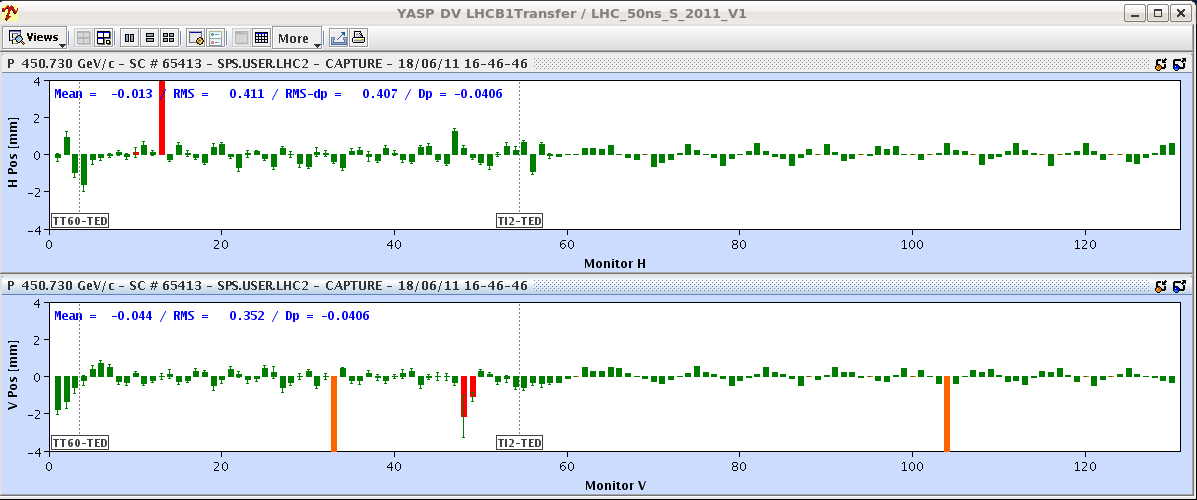 YASP DV LHCB1Transfer / LHC_50ns_S_2011_V1
Views More
P 450.730 GeV/c - SC # 65413 - SPS.USER.LHC2 - CAPTURE - 18/06/11 16-46-46
Mean = -0.013 / RMS = 0.411 / RMS-dp = 0.407 / Dp = -0.0406
H Pos [mm]
4
2
0
-2
-4
TT60-TED TI2-TED
0 20 40 60 80 100 120
Monitor H
P 450.730 GeV/c - SC # 65413 - SPS.USER.LHC2 - CAPTURE - 18/06/11 16-46-46
Mean = -0.044 / RMS = 0.352 / Dp = -0.0406
V Pos [mm]
4
2
0
-2
-4
TT60-TED TI2-TED
0 20 40 60 80 100 120
Monitor V